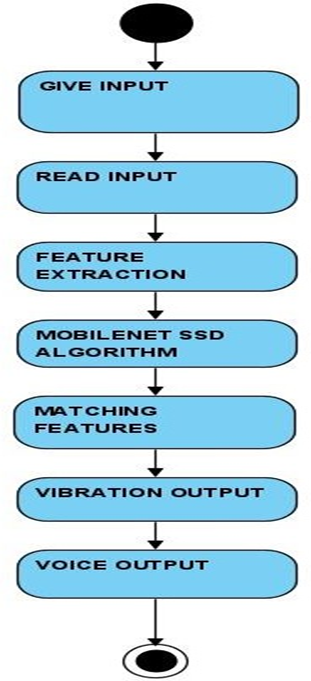 GIVE INPUT
READ INPUT
FEATURE
EXTRACTION
MOBILENET SSD
ALGORITHM
MATCHING
FEATURES
VIBRATION OUTPUT
VOICE OUTPUT